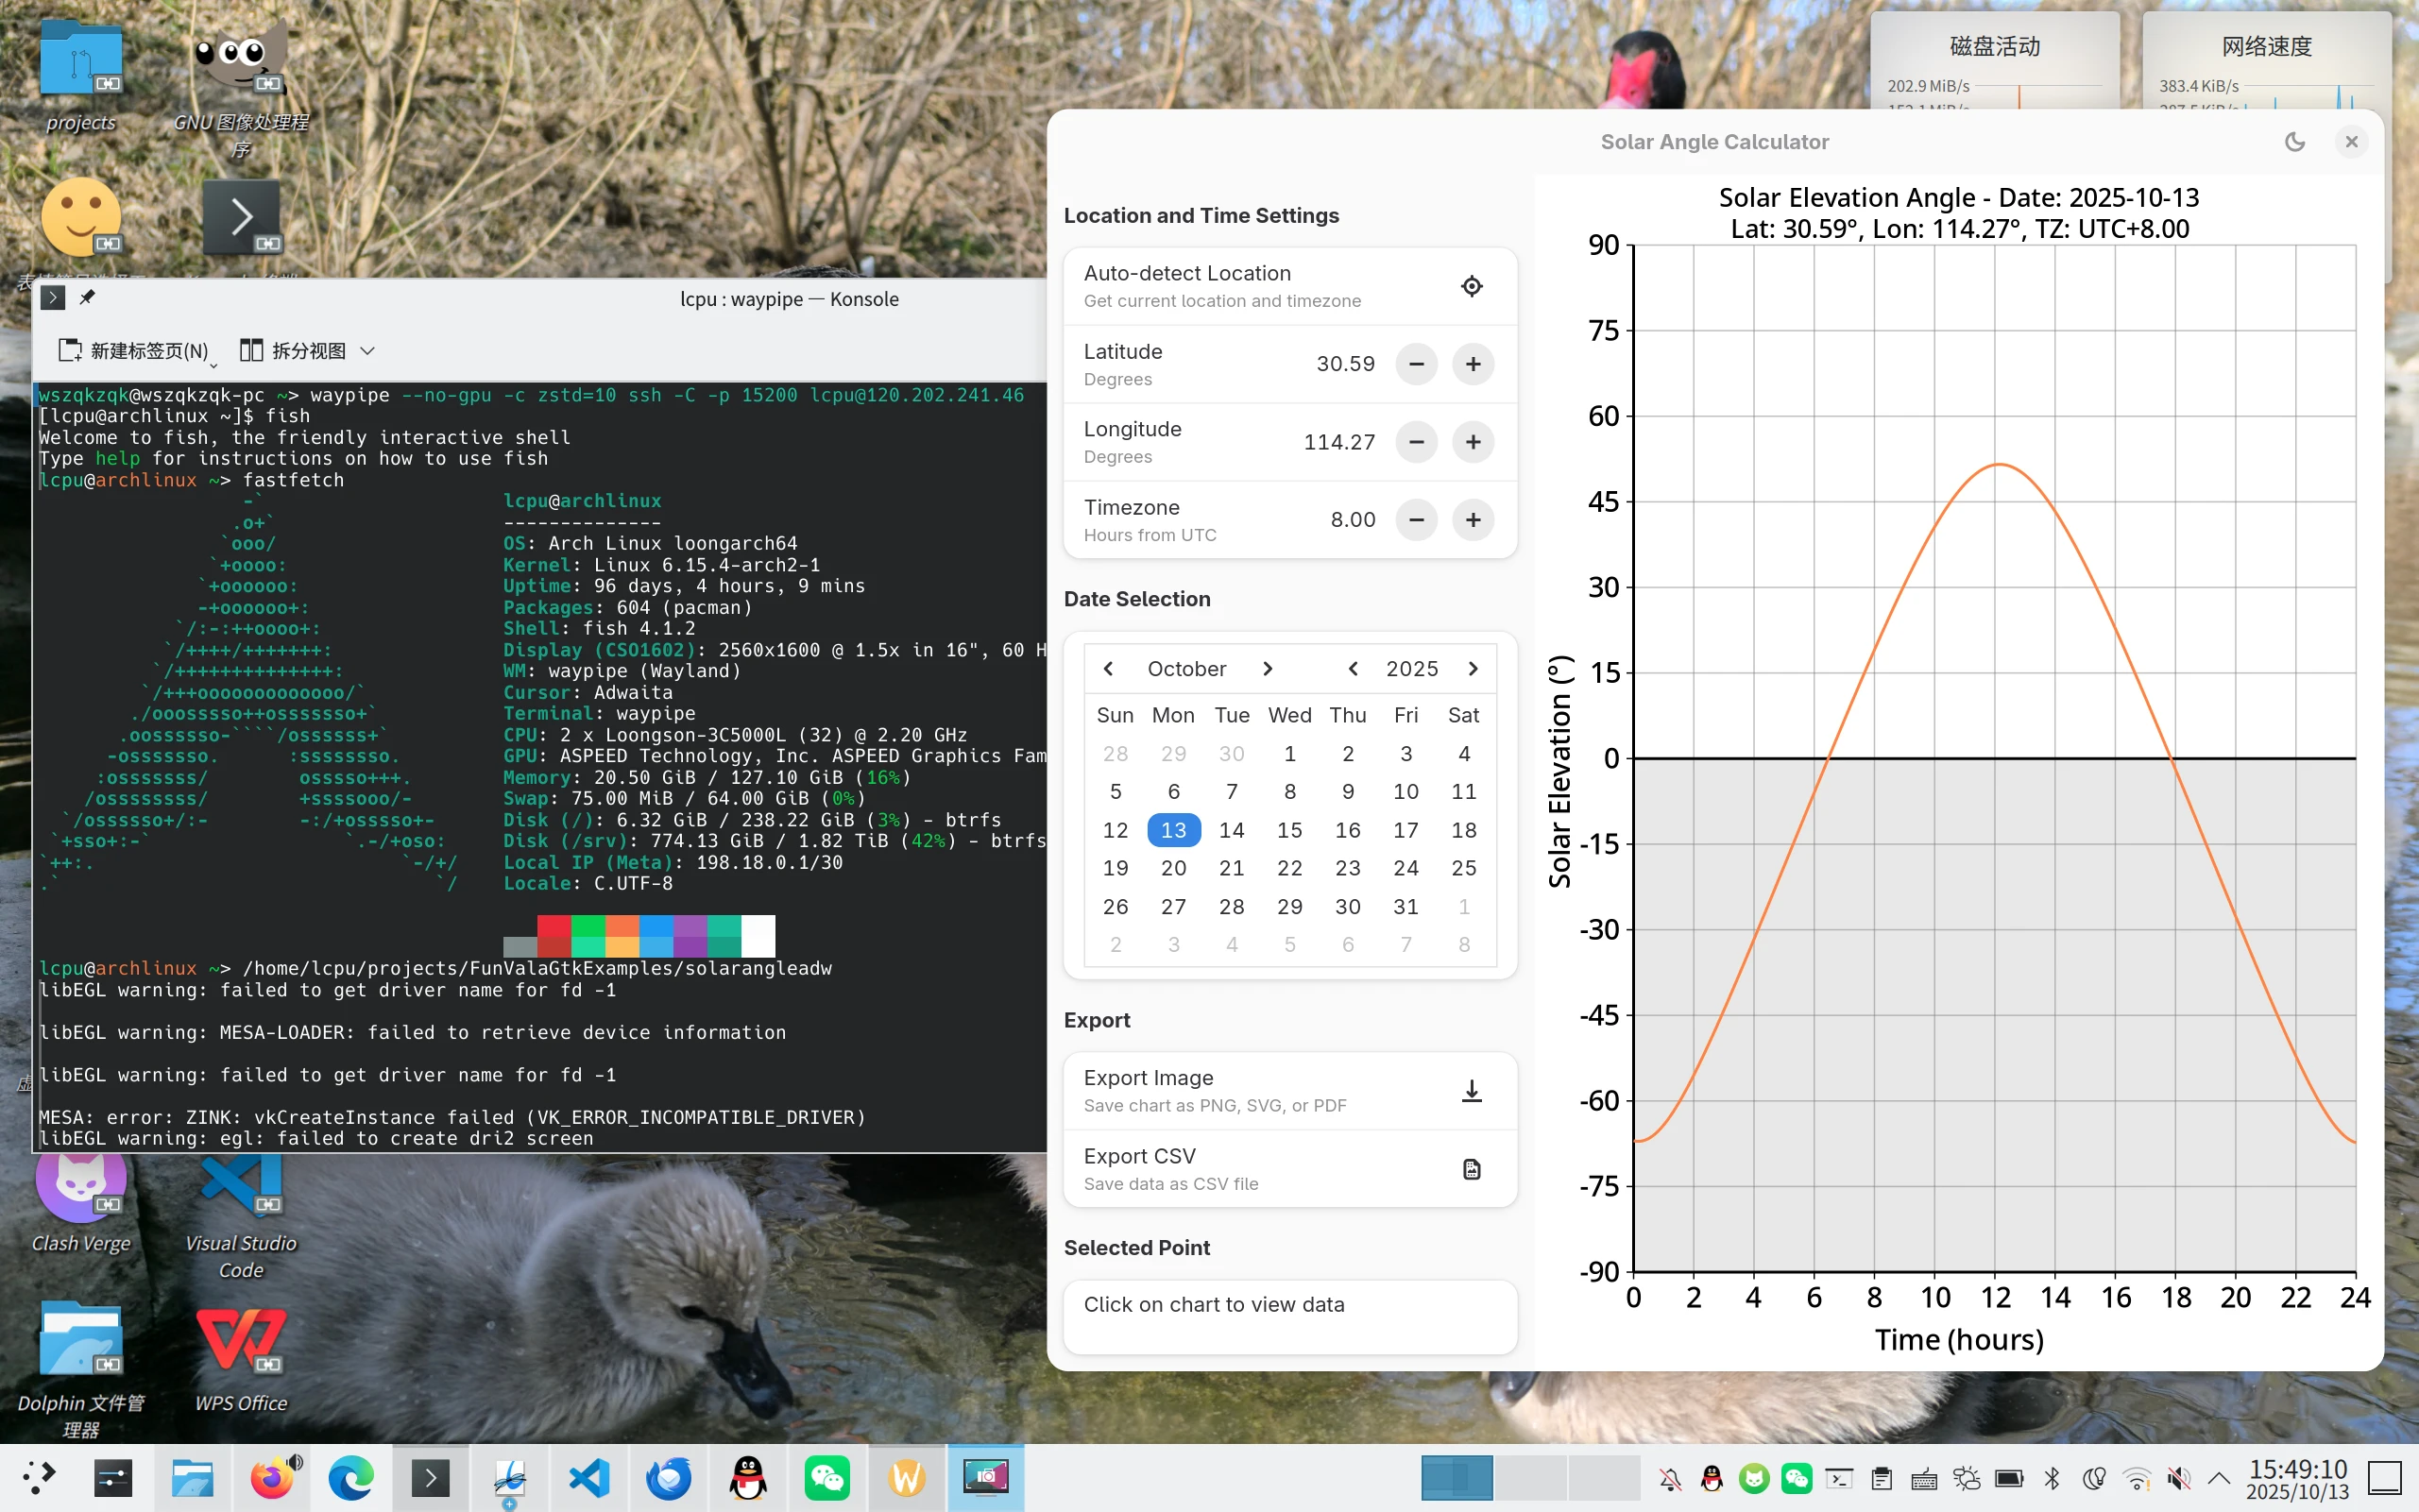 projects
GNU 图像处理程
序
lcpu : waypipe — Konsole
新建标签页(N)
拆分视图
wszqkzqk@wszqkzqk-pc ~> waypipe --no-gpu -c zstd=10 ssh -C -p 15200 lcpu@120.202.241.46
[lcpu@archlinux ~]$ fish
Welcome to fish, the friendly interactive shell
Type help for instructions on how to use fish
lcpu@archlinux ~> fastfetch
lcpu@archlinux
--------------
OS: Arch Linux loongarch64
Kernel: Linux 6.15.4-arch2-1
Uptime: 96 days, 4 hours, 9 mins
Packages: 604 (pacman)
Shell: fish 4.1.2
Display (CSO1602): 2560x1600 @ 1.5x in 16", 60 H
WM: waypipe (Wayland)
Cursor: Adwaita
Terminal: waypipe
CPU: 2 x Loongson-3C5000L (32) @ 2.20 GHz
GPU: ASPEED Technology, Inc. ASPEED Graphics Fam
Memory: 20.50 GiB / 127.10 GiB (16%)
Swap: 75.00 MiB / 64.00 GiB (0%)
Disk (/): 6.32 GiB / 238.22 GiB (3%) - btrfs
Disk (/srv): 774.13 GiB / 1.82 TiB (42%) - btrfs
Local IP (Meta): 198.18.0.1/30
Locale: C.UTF-8
lcpu@archlinux ~> /home/lcpu/projects/FunValaGtkExamples/solarangleadw
libEGL warning: failed to get driver name for fd -1
libEGL warning: MESA-LOADER: failed to retrieve device information
libEGL warning: failed to get driver name for fd -1
MESA: error: ZINK: vkCreateInstance failed (VK_ERROR_INCOMPATIBLE_DRIVER)
libEGL warning: egl: failed to create dri2 screen
Clash Verge
Visual Studio
Code
Dolphin 文件管
理器
WPS Office
磁盘活动
202.9 MiB/s
网络速度
383.4 KiB/s
Solar Angle Calculator
Location and Time Settings
Auto-detect Location
Get current location and timezone
Latitude
Degrees
30.59
Longitude
Degrees
114.27
Timezone
Hours from UTC
8.00
Date Selection
October 2025
Sun Mon Tue Wed Thu Fri Sat
28 29 30 1 2 3 4
5 6 7 8 9 10 11
12 13 14 15 16 17 18
19 20 21 22 23 24 25
26 27 28 29 30 31 1
2 3 4 5 6 7 8
Export
Export Image
Save chart as PNG, SVG, or PDF
Export CSV
Save data as CSV file
Selected Point
Click on chart to view data
Solar Elevation Angle - Date: 2025-10-13
Lat: 30.59°, Lon: 114.27°, TZ: UTC+8.00
90
75
60
45
30
15
0
-15
-30
-45
-60
-75
-90
Solar Elevation (°)
0 2 4 6 8 10 12 14 16 18 20 22 24
Time (hours)
15:49:10
2025/10/13